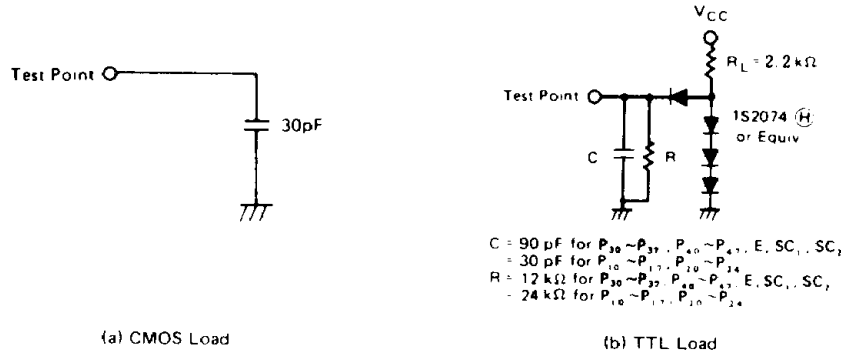 Test Point
30pF
(a) CMOS Load
VCC
RL = 2.2 kΩ
Test Point
1S2074 Ⓗ
or Equiv
C
R
C = 90 pF for P30 ~ P37, P40 ~ P47, E, SC1, SC2
= 30 pF for P10 ~ P17, P20 ~ P24
R = 12 kΩ for P30 ~ P37, P40 ~ P47, E, SC1, SC2
= 24 kΩ for P10 ~ P17, P20 ~ P24
(b) TTL Load